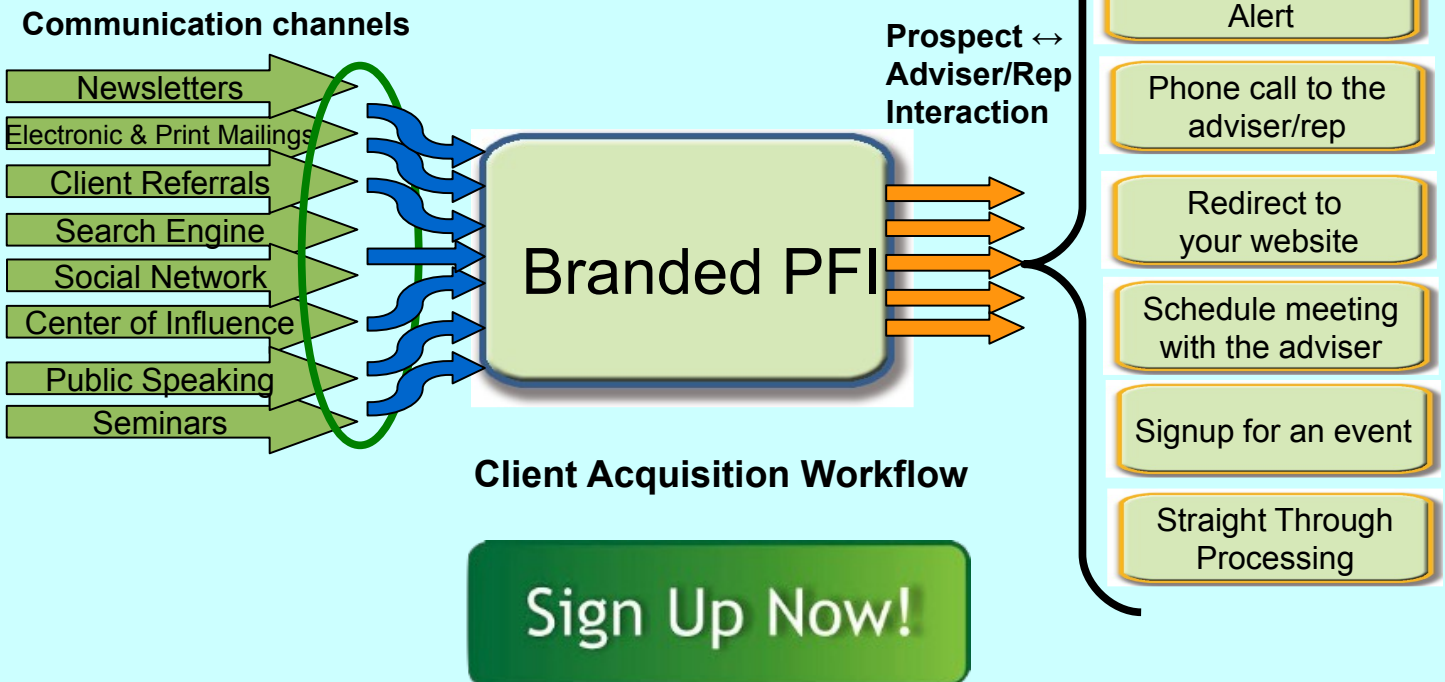 Communication channels
Newsletters
Electronic & Print Mailings
Client Referrals
Search Engine
Social Network
Center of Influence
Public Speaking
Seminars
Branded PFI
Prospect ↔
Adviser/Rep
Interaction
Alert
Phone call to the
adviser/rep
Redirect to
your website
Schedule meeting
with the adviser
Signup for an event
Straight Through
Processing
Client Acquisition Workflow
Sign Up Now!